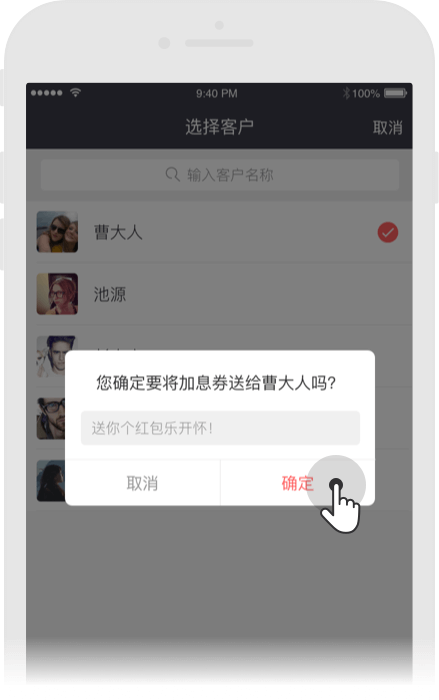 9:40 PM
100%
选择客户
取消
输入客户名称
曹大人
池源
您确定要将加息券送给曹大人吗？
送你个红包乐开怀！
取消
确定